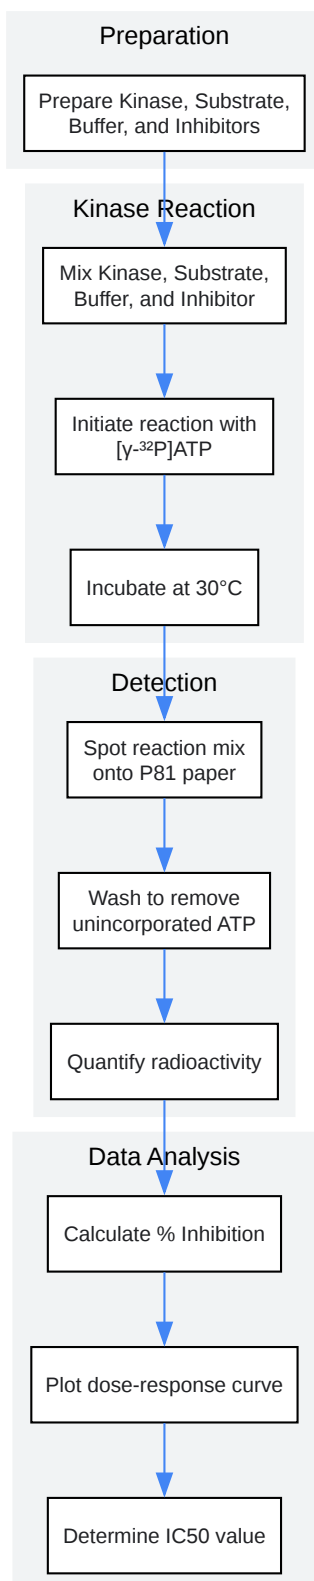 Preparation
Prepare Kinase, Substrate,
Buffer, and Inhibitors
Kinase Reaction
Mix Kinase, Substrate,
Buffer, and Inhibitor
Initiate reaction with
[γ-³²P]ATP
Incubate at 30°C
Detection
Spot reaction mix
onto P81 paper
Wash to remove
unincorporated ATP
Quantify radioactivity
Data Analysis
Calculate % Inhibition
Plot dose-response curve
Determine IC50 value